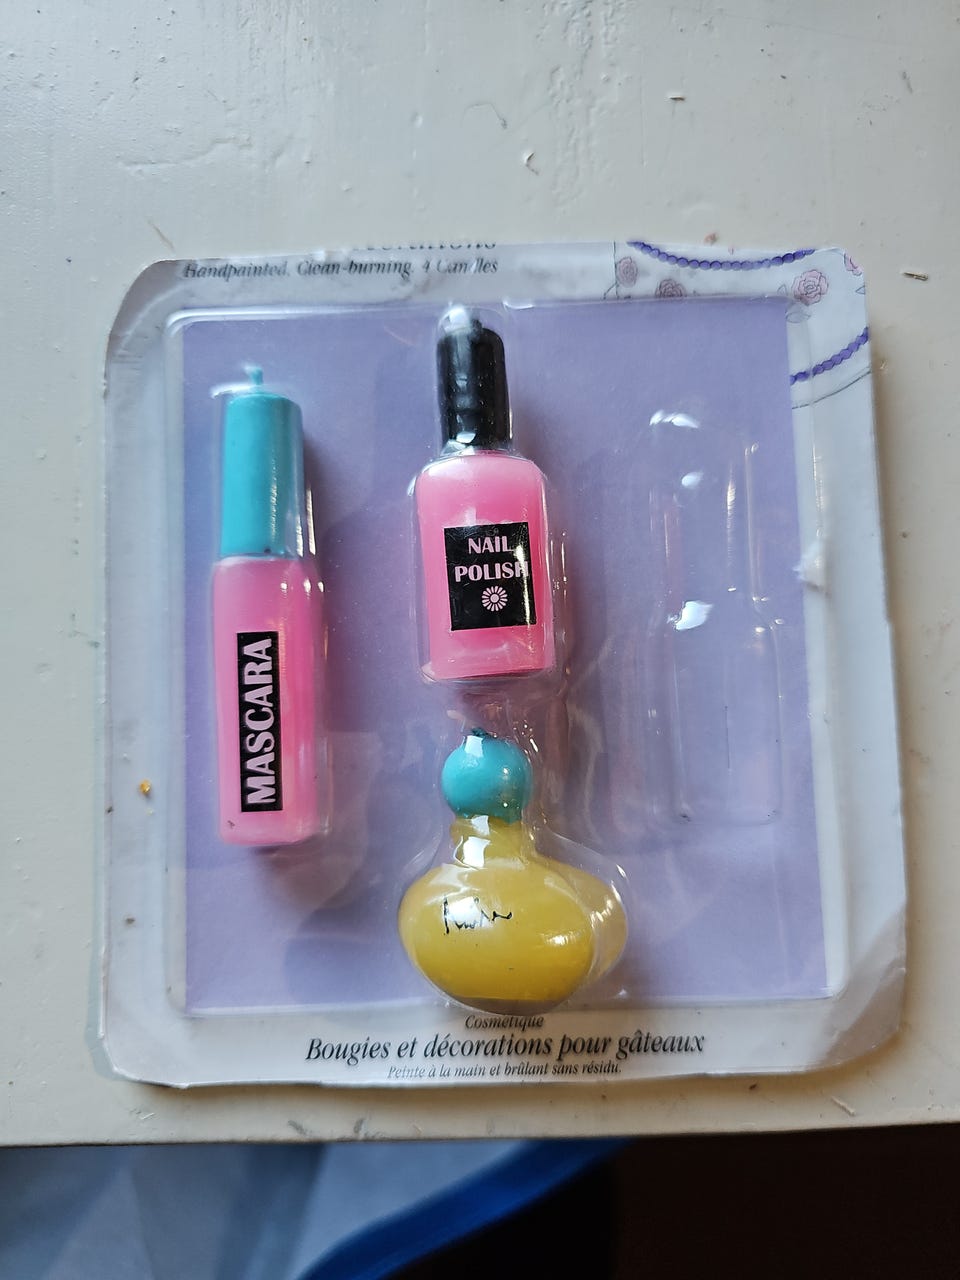 Handpainted. Clean-burning. 4 Candles
NAIL
POLISH
MASCARA
Cosmétique
Bougies et décorations pour gâteaux
Peinte à la main et brûlant sans résidu.